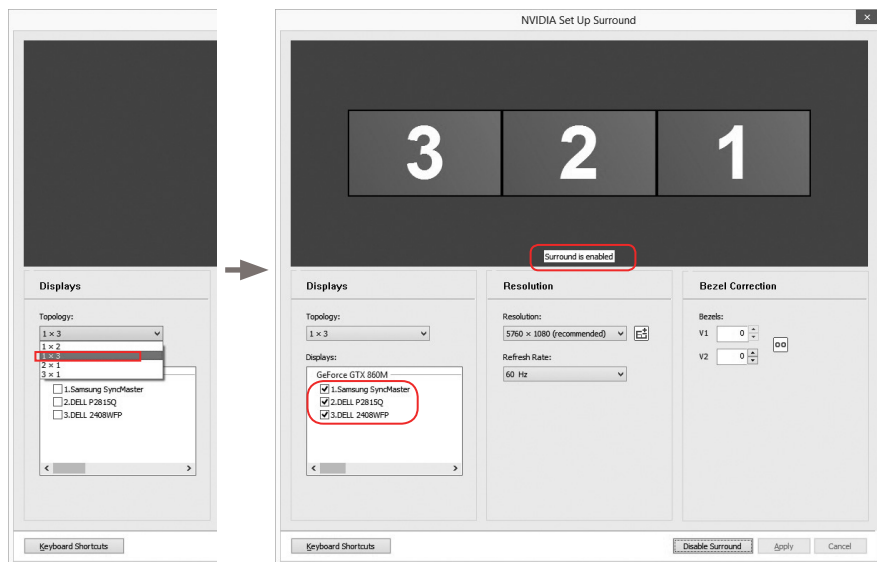 Displays
Topology:
1 × 3
1 × 2
1 × 3
2 × 1
3 × 1
1.Samsung SyncMaster
2.DELL P2815Q
3.DELL 2408WFP
Keyboard Shortcuts
NVIDIA Set Up Surround
3 2 1
Surround is enabled
Displays
Topology:
1 × 3
Displays:
GeForce GTX 860M
1.Samsung SyncMaster
2.DELL P2815Q
3.DELL 2408WFP
Resolution
Resolution:
5760 × 1080 (recommended)
Refresh Rate:
60 Hz
Bezel Correction
Bezels:
V1 0
V2 0
Keyboard Shortcuts
Disable Surround Apply Cancel